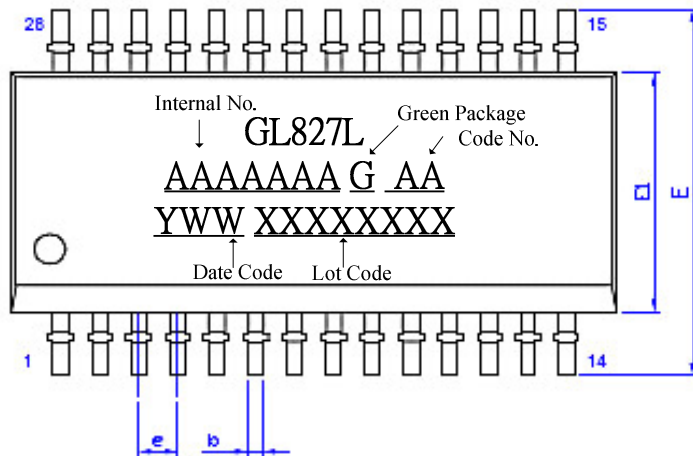 28 15
Internal No.
GL827L
Green Package
Code No.
AAAAAAA G AA
YWW XXXXXXXX
Date Code Lot Code
E1
E
1 14
e b